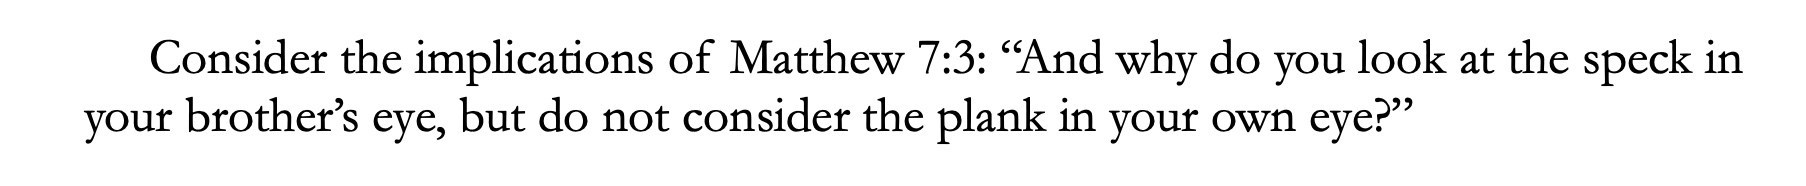 Consider the implications of Matthew 7:3: “And why do you look at the speck in
your brother’s eye, but do not consider the plank in your own eye?”